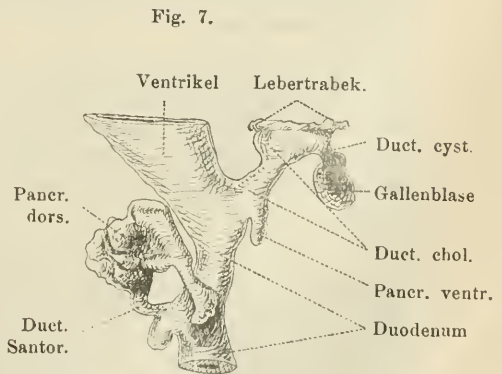 Fig. 7.
Ventrikel
Lebertrabek.
Duct. cyst.
Gallenblase
Pancr.
dors.
Duct. chol.
Pancr. ventr.
Duct.
Santor.
Duodenum